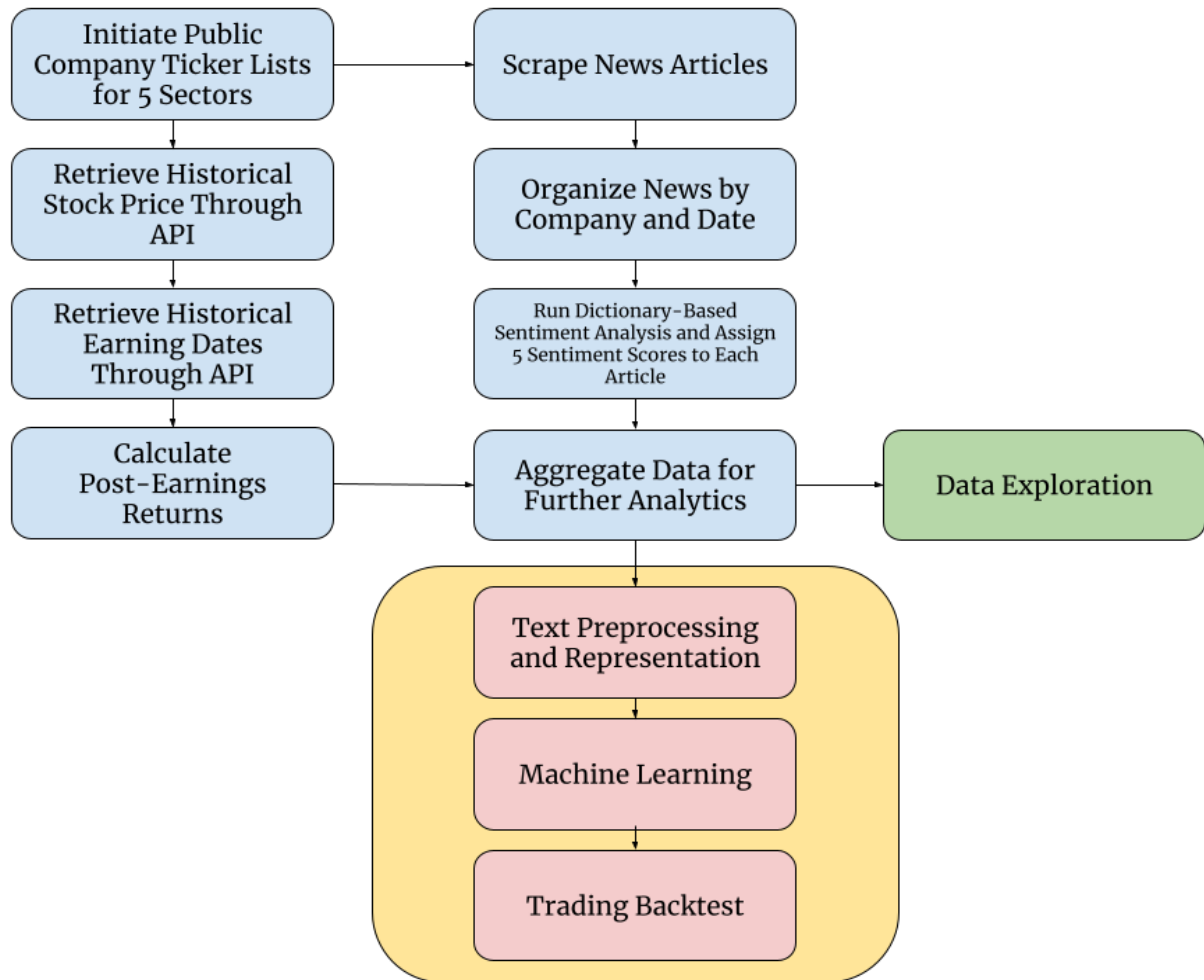 Initiate Public
Company Ticker Lists
for 5 Sectors
Scrape News Articles
Retrieve Historical
Stock Price Through
API
Organize News by
Company and Date
Retrieve Historical
Earning Dates
Through API
Run Dictionary-Based
Sentiment Analysis and Assign
5 Sentiment Scores to Each
Article
Calculate
Post-Earnings
Returns
Aggregate Data for
Further Analytics
Data Exploration
Text Preprocessing
and Representation
Machine Learning
Trading Backtest